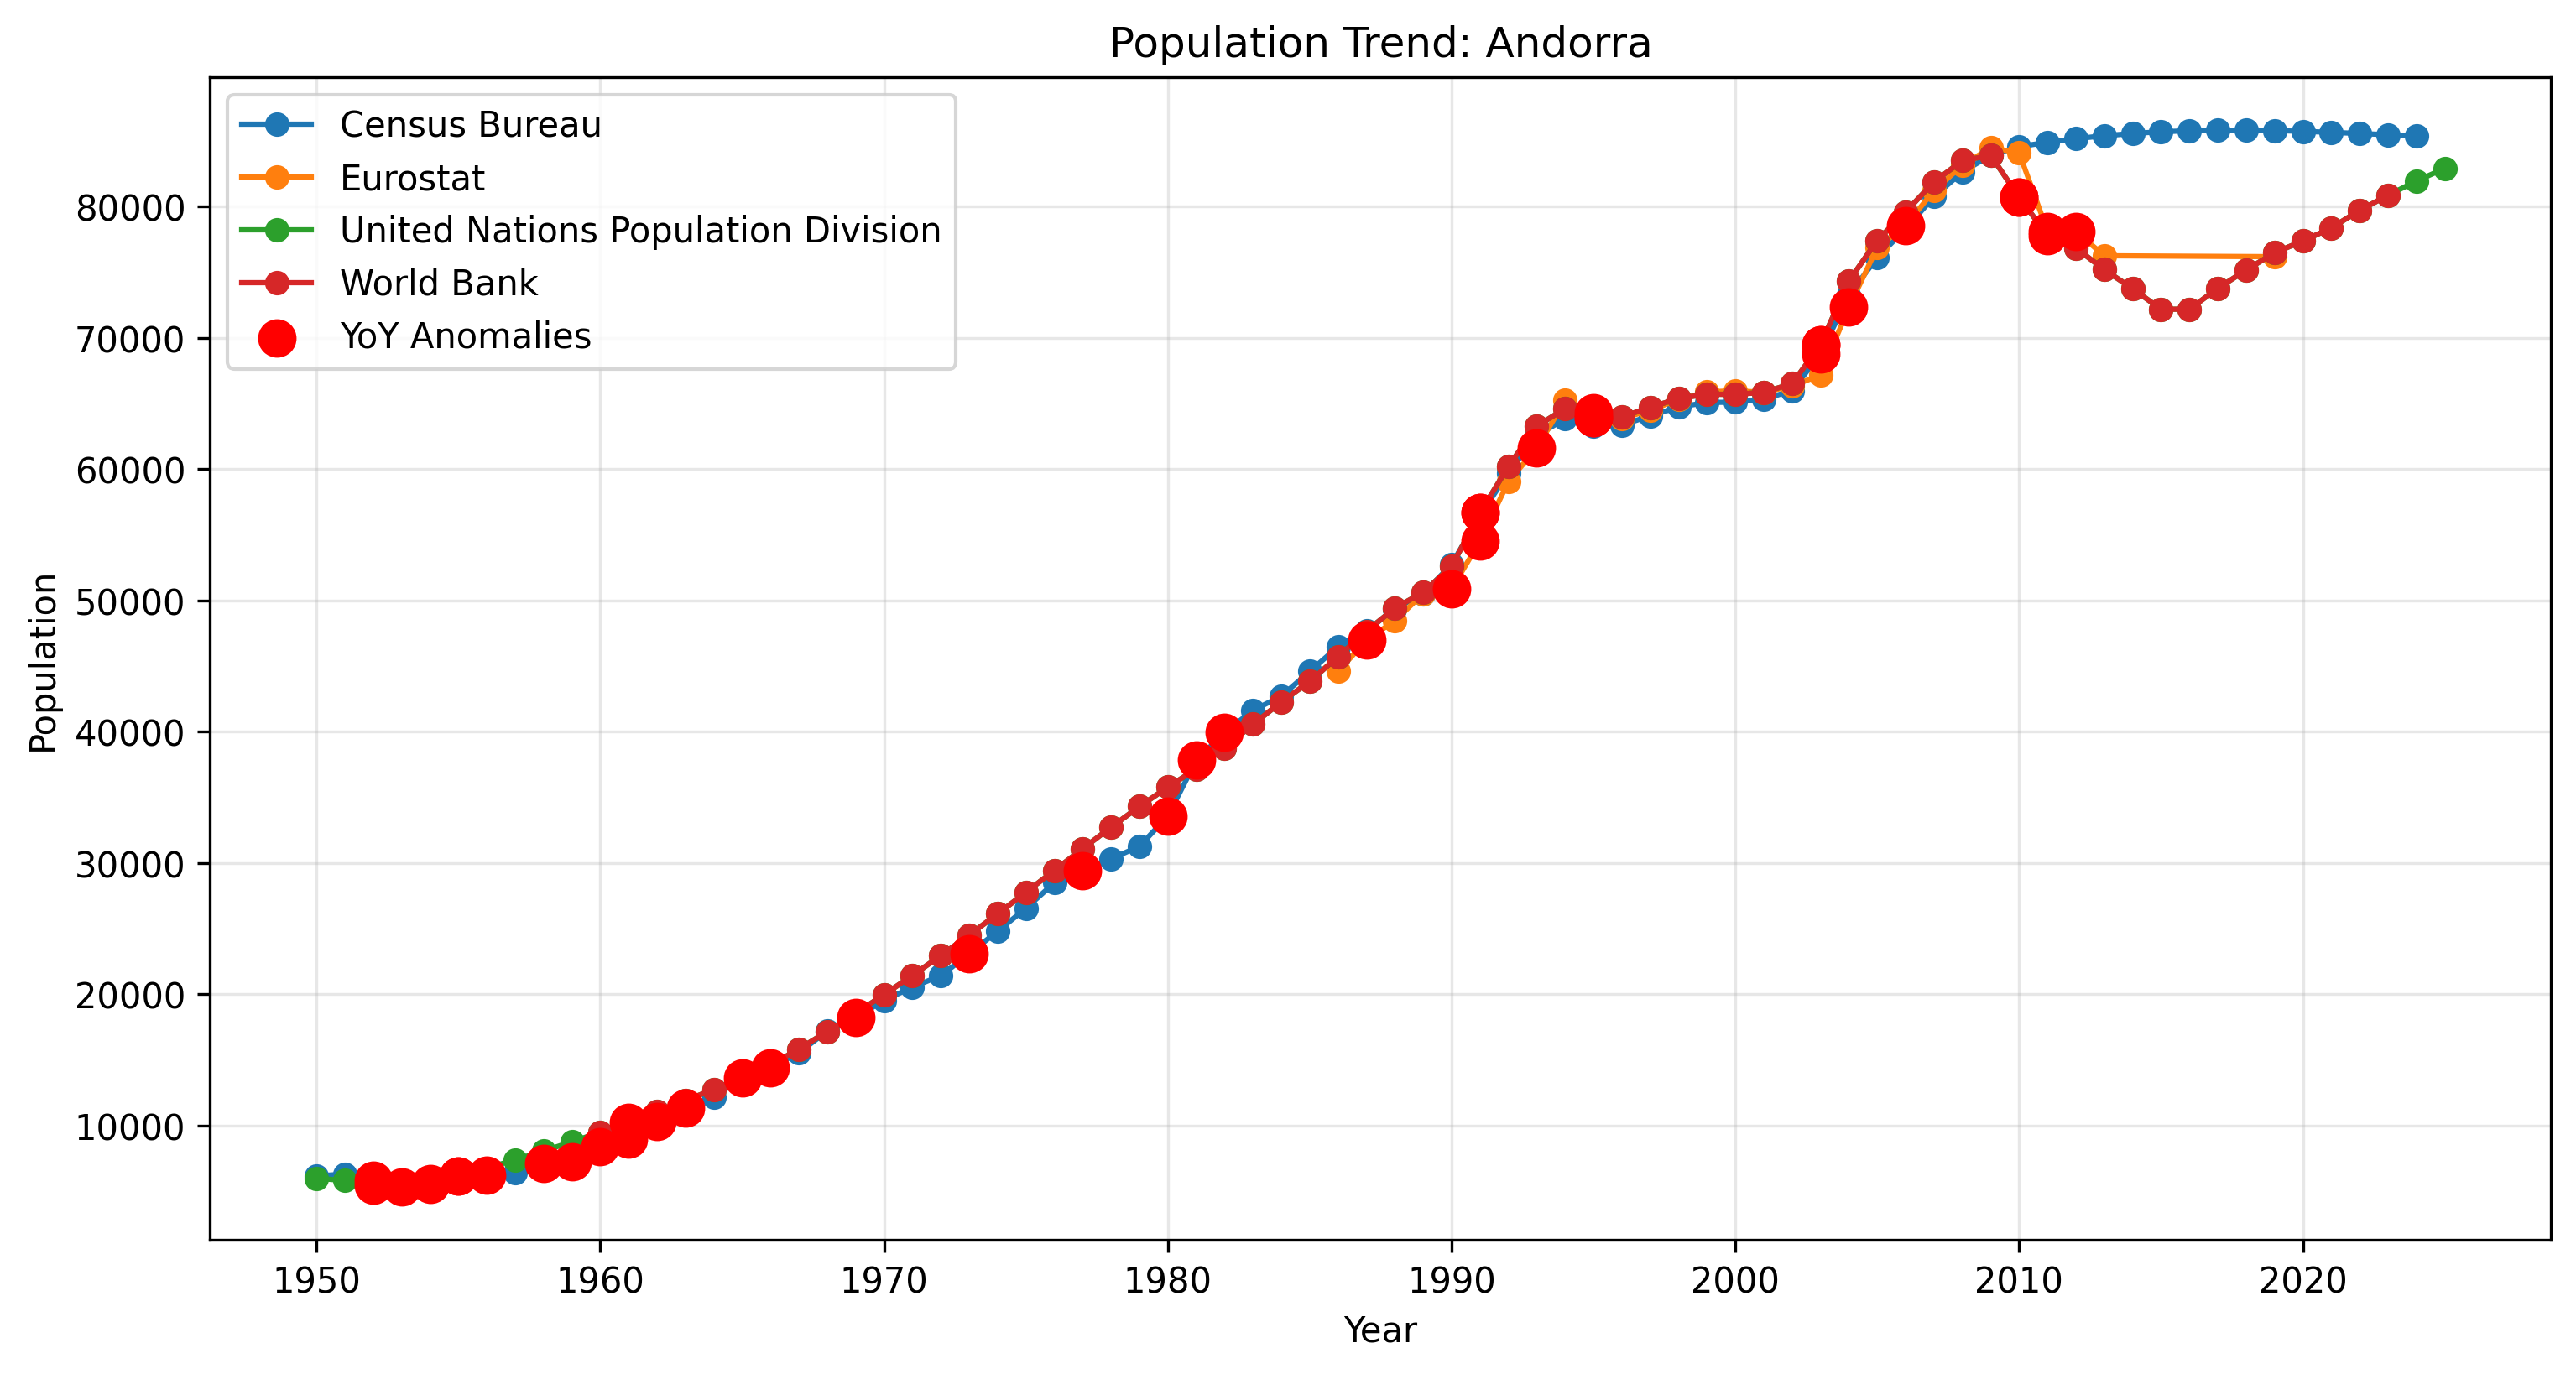 Population Trend: Andorra
Census Bureau
Eurostat
United Nations Population Division
World Bank
YoY Anomalies
80000
70000
60000
50000
40000
30000
20000
10000
Population
1950 1960 1970 1980 1990 2000 2010 2020
Year